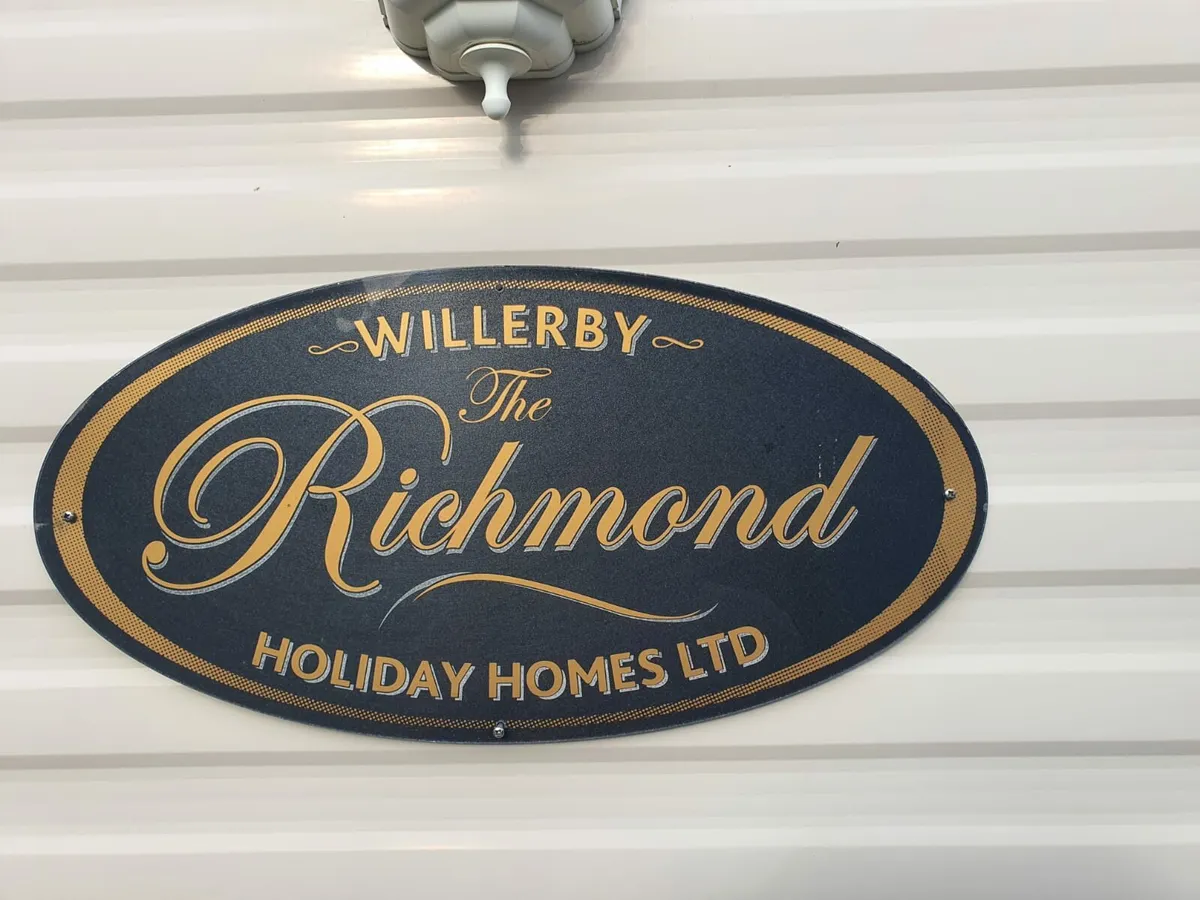 WILLERBY
The
Richmond
HOLIDAY HOMES LTD